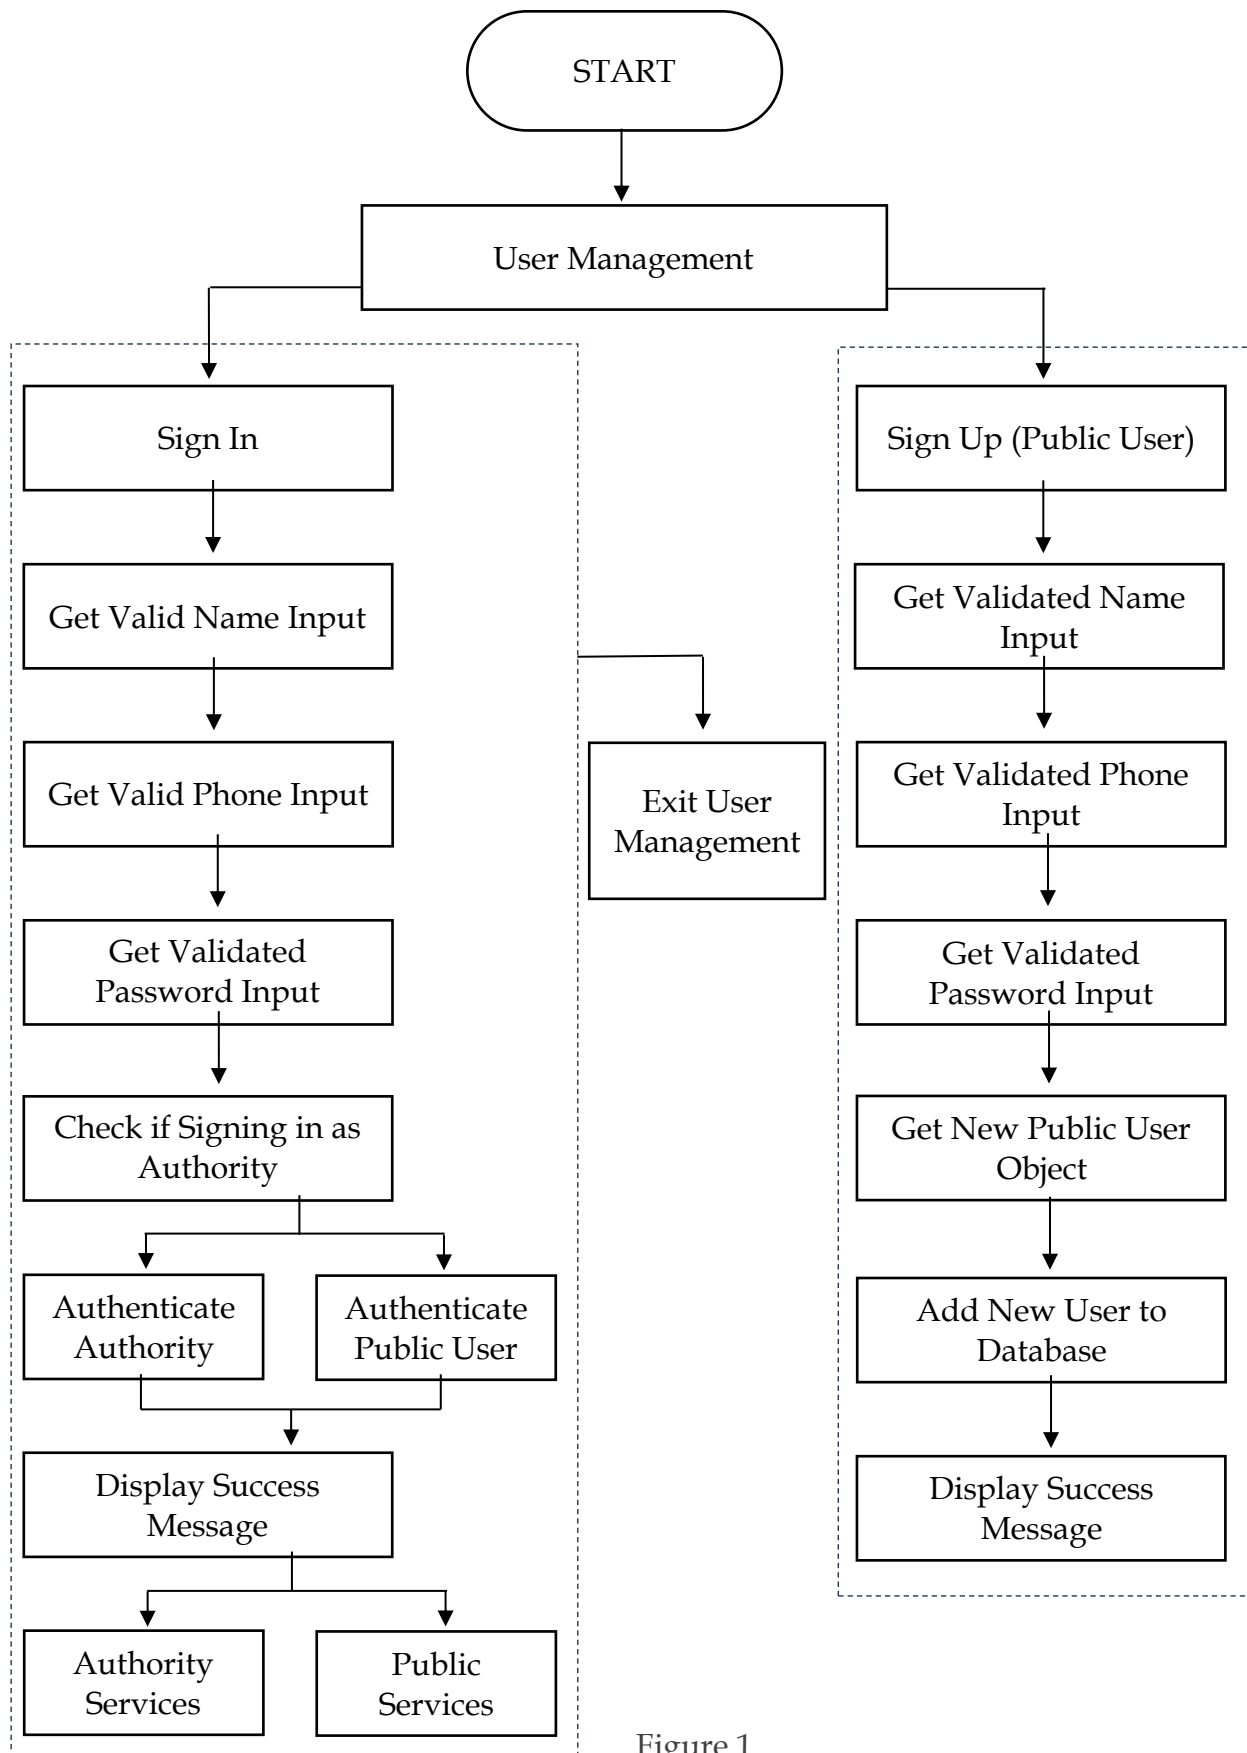 START
User Management
Sign In
Get Valid Name Input
Get Valid Phone Input
Get Validated
Password Input
Check if Signing in as
Authority
Authenticate
Authority
Authenticate
Public User
Display Success
Message
Authority
Services
Public
Services
Exit User
Management
Sign Up (Public User)
Get Validated Name
Input
Get Validated Phone
Input
Get Validated
Password Input
Get New Public User
Object
Add New User to
Database
Display Success
Message
Figure 1